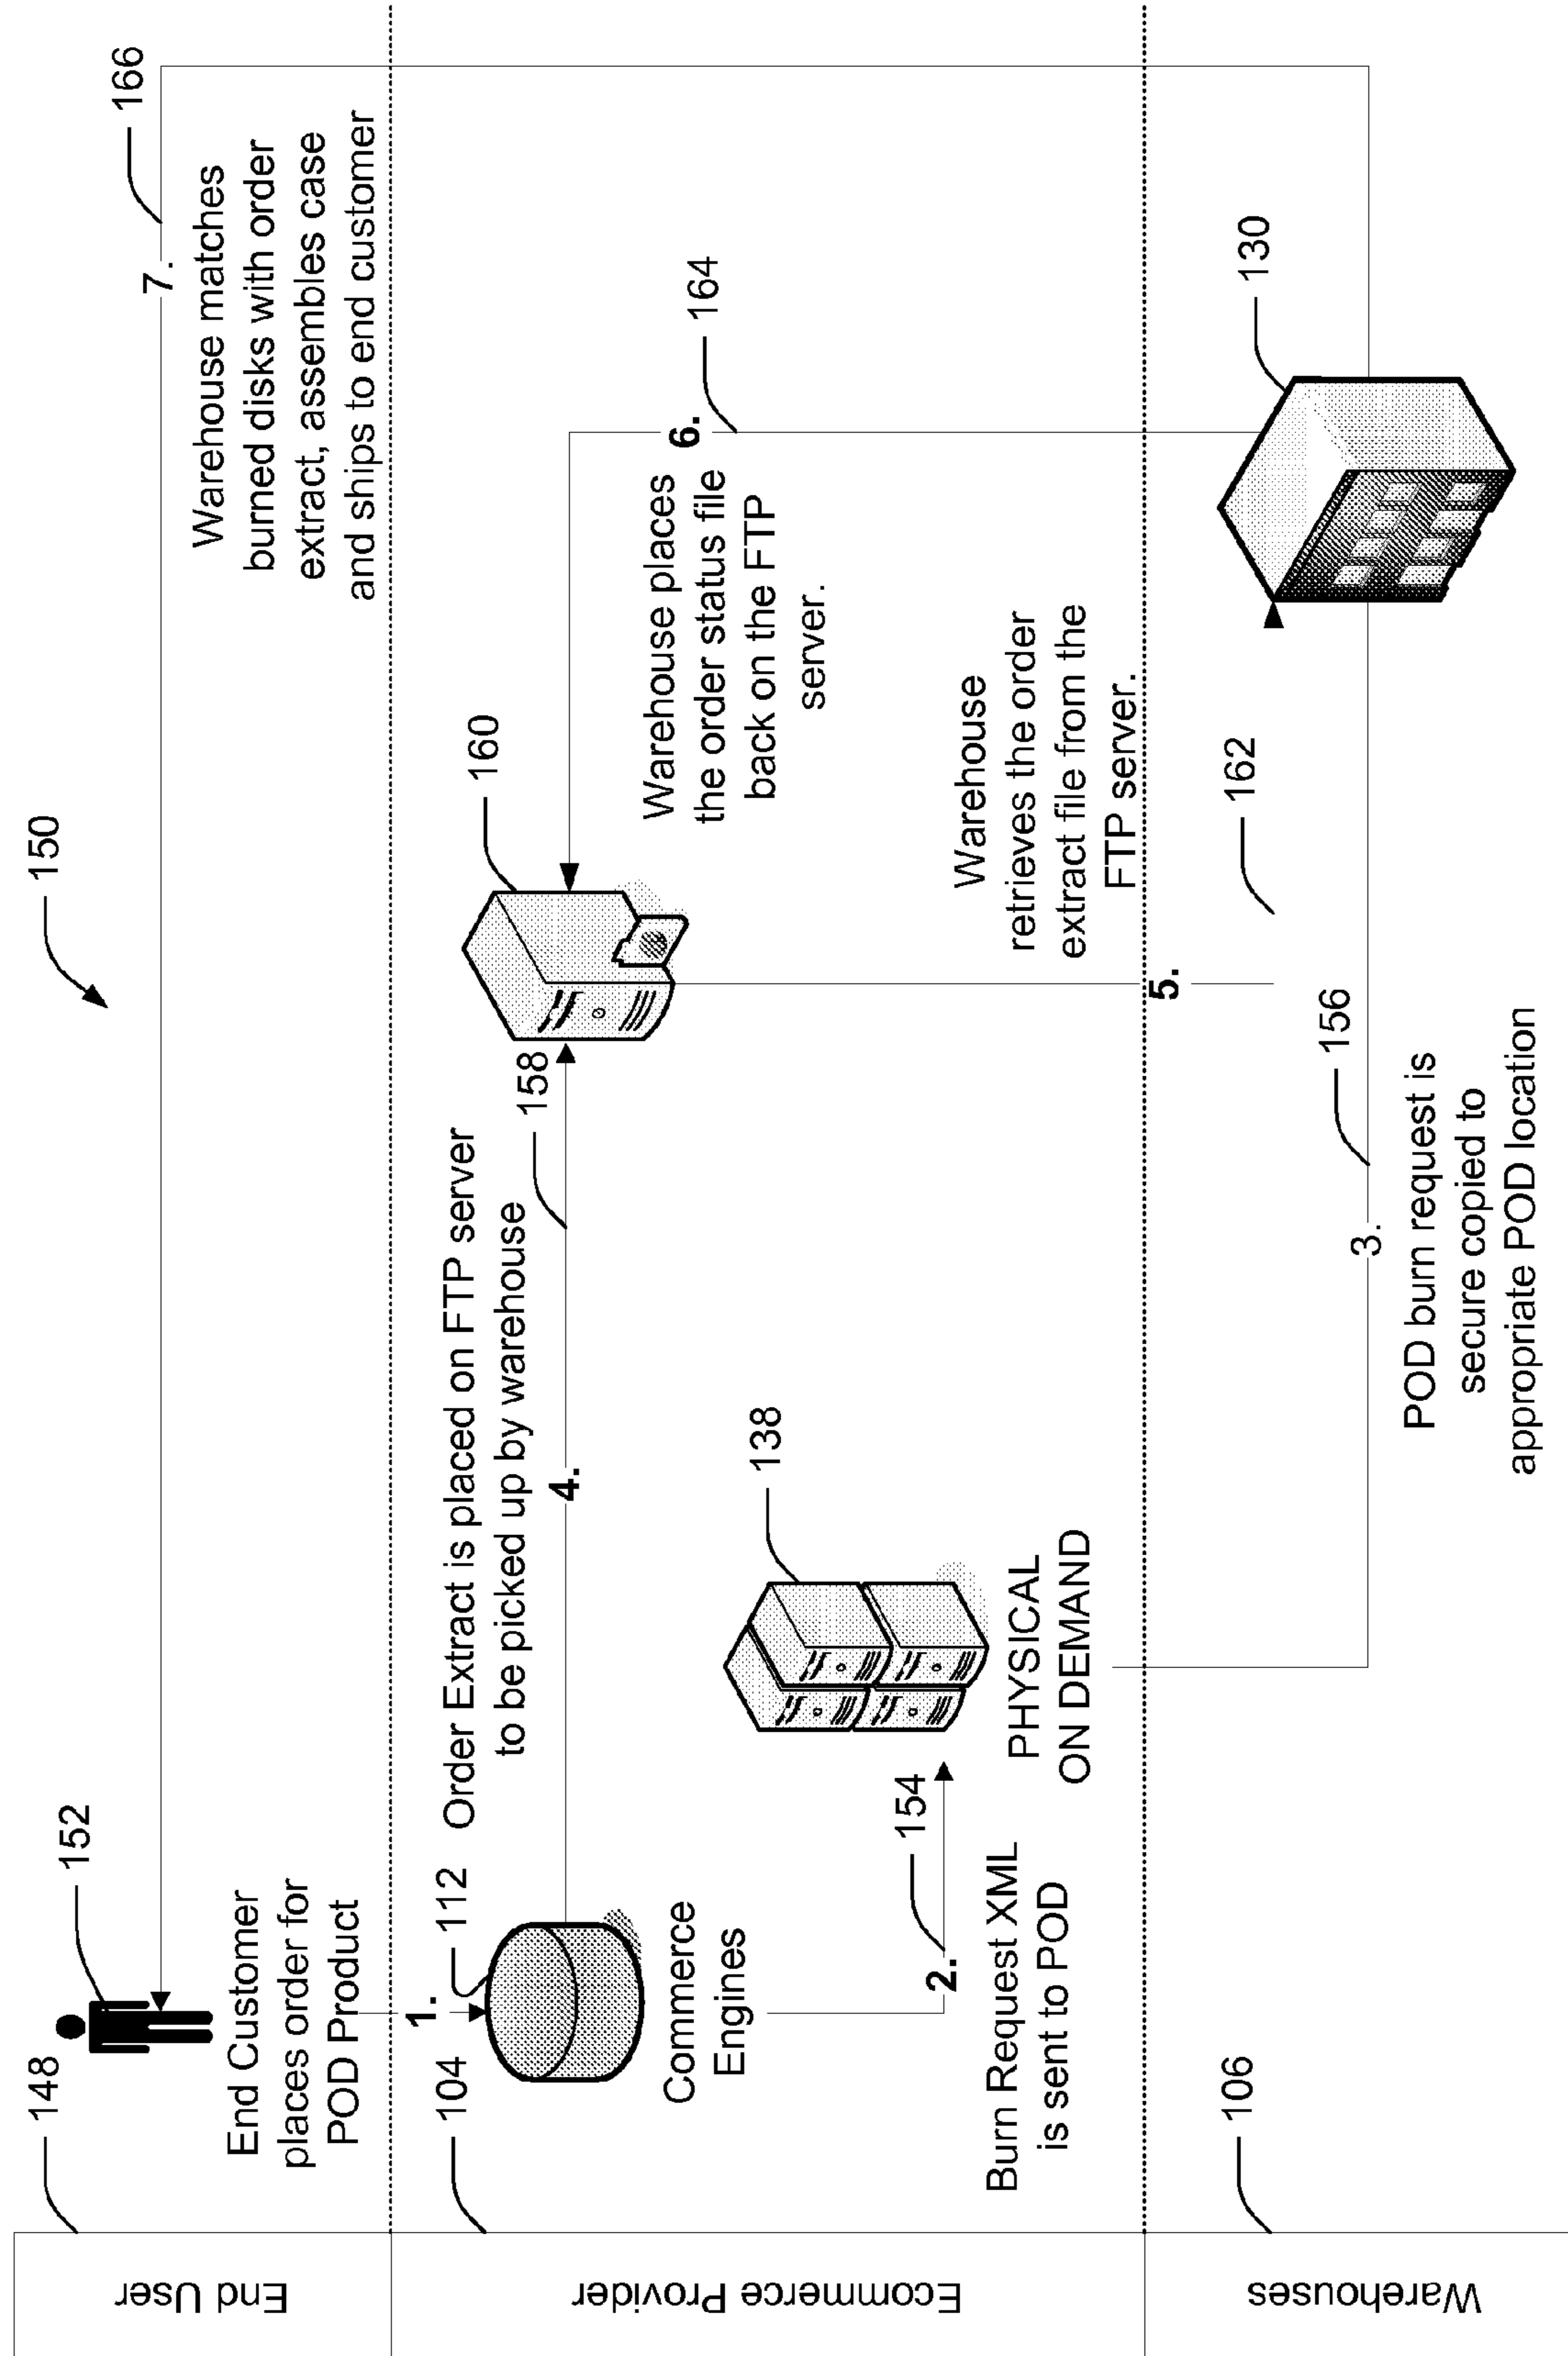 150
End User
148
152
End Customer
places order for
POD Product
7.
166
Warehouse matches
burned disks with order
extract, assembles case
and ships to end customer
Ecommerce Provider
104
1.
112
Commerce
Engines
Order Extract is placed on FTP server
to be picked up by warehouse
4.
158
160
6.
164
Warehouse places
the order status file
back on the FTP
server.
2.
154
Burn Request XML
is sent to POD
138
PHYSICAL
ON DEMAND
Warehouse
retrieves the order
extract file from the
FTP server.
5.
162
Warehouses
106
130
3.
156
POD burn request is
secure copied to
appropriate POD location